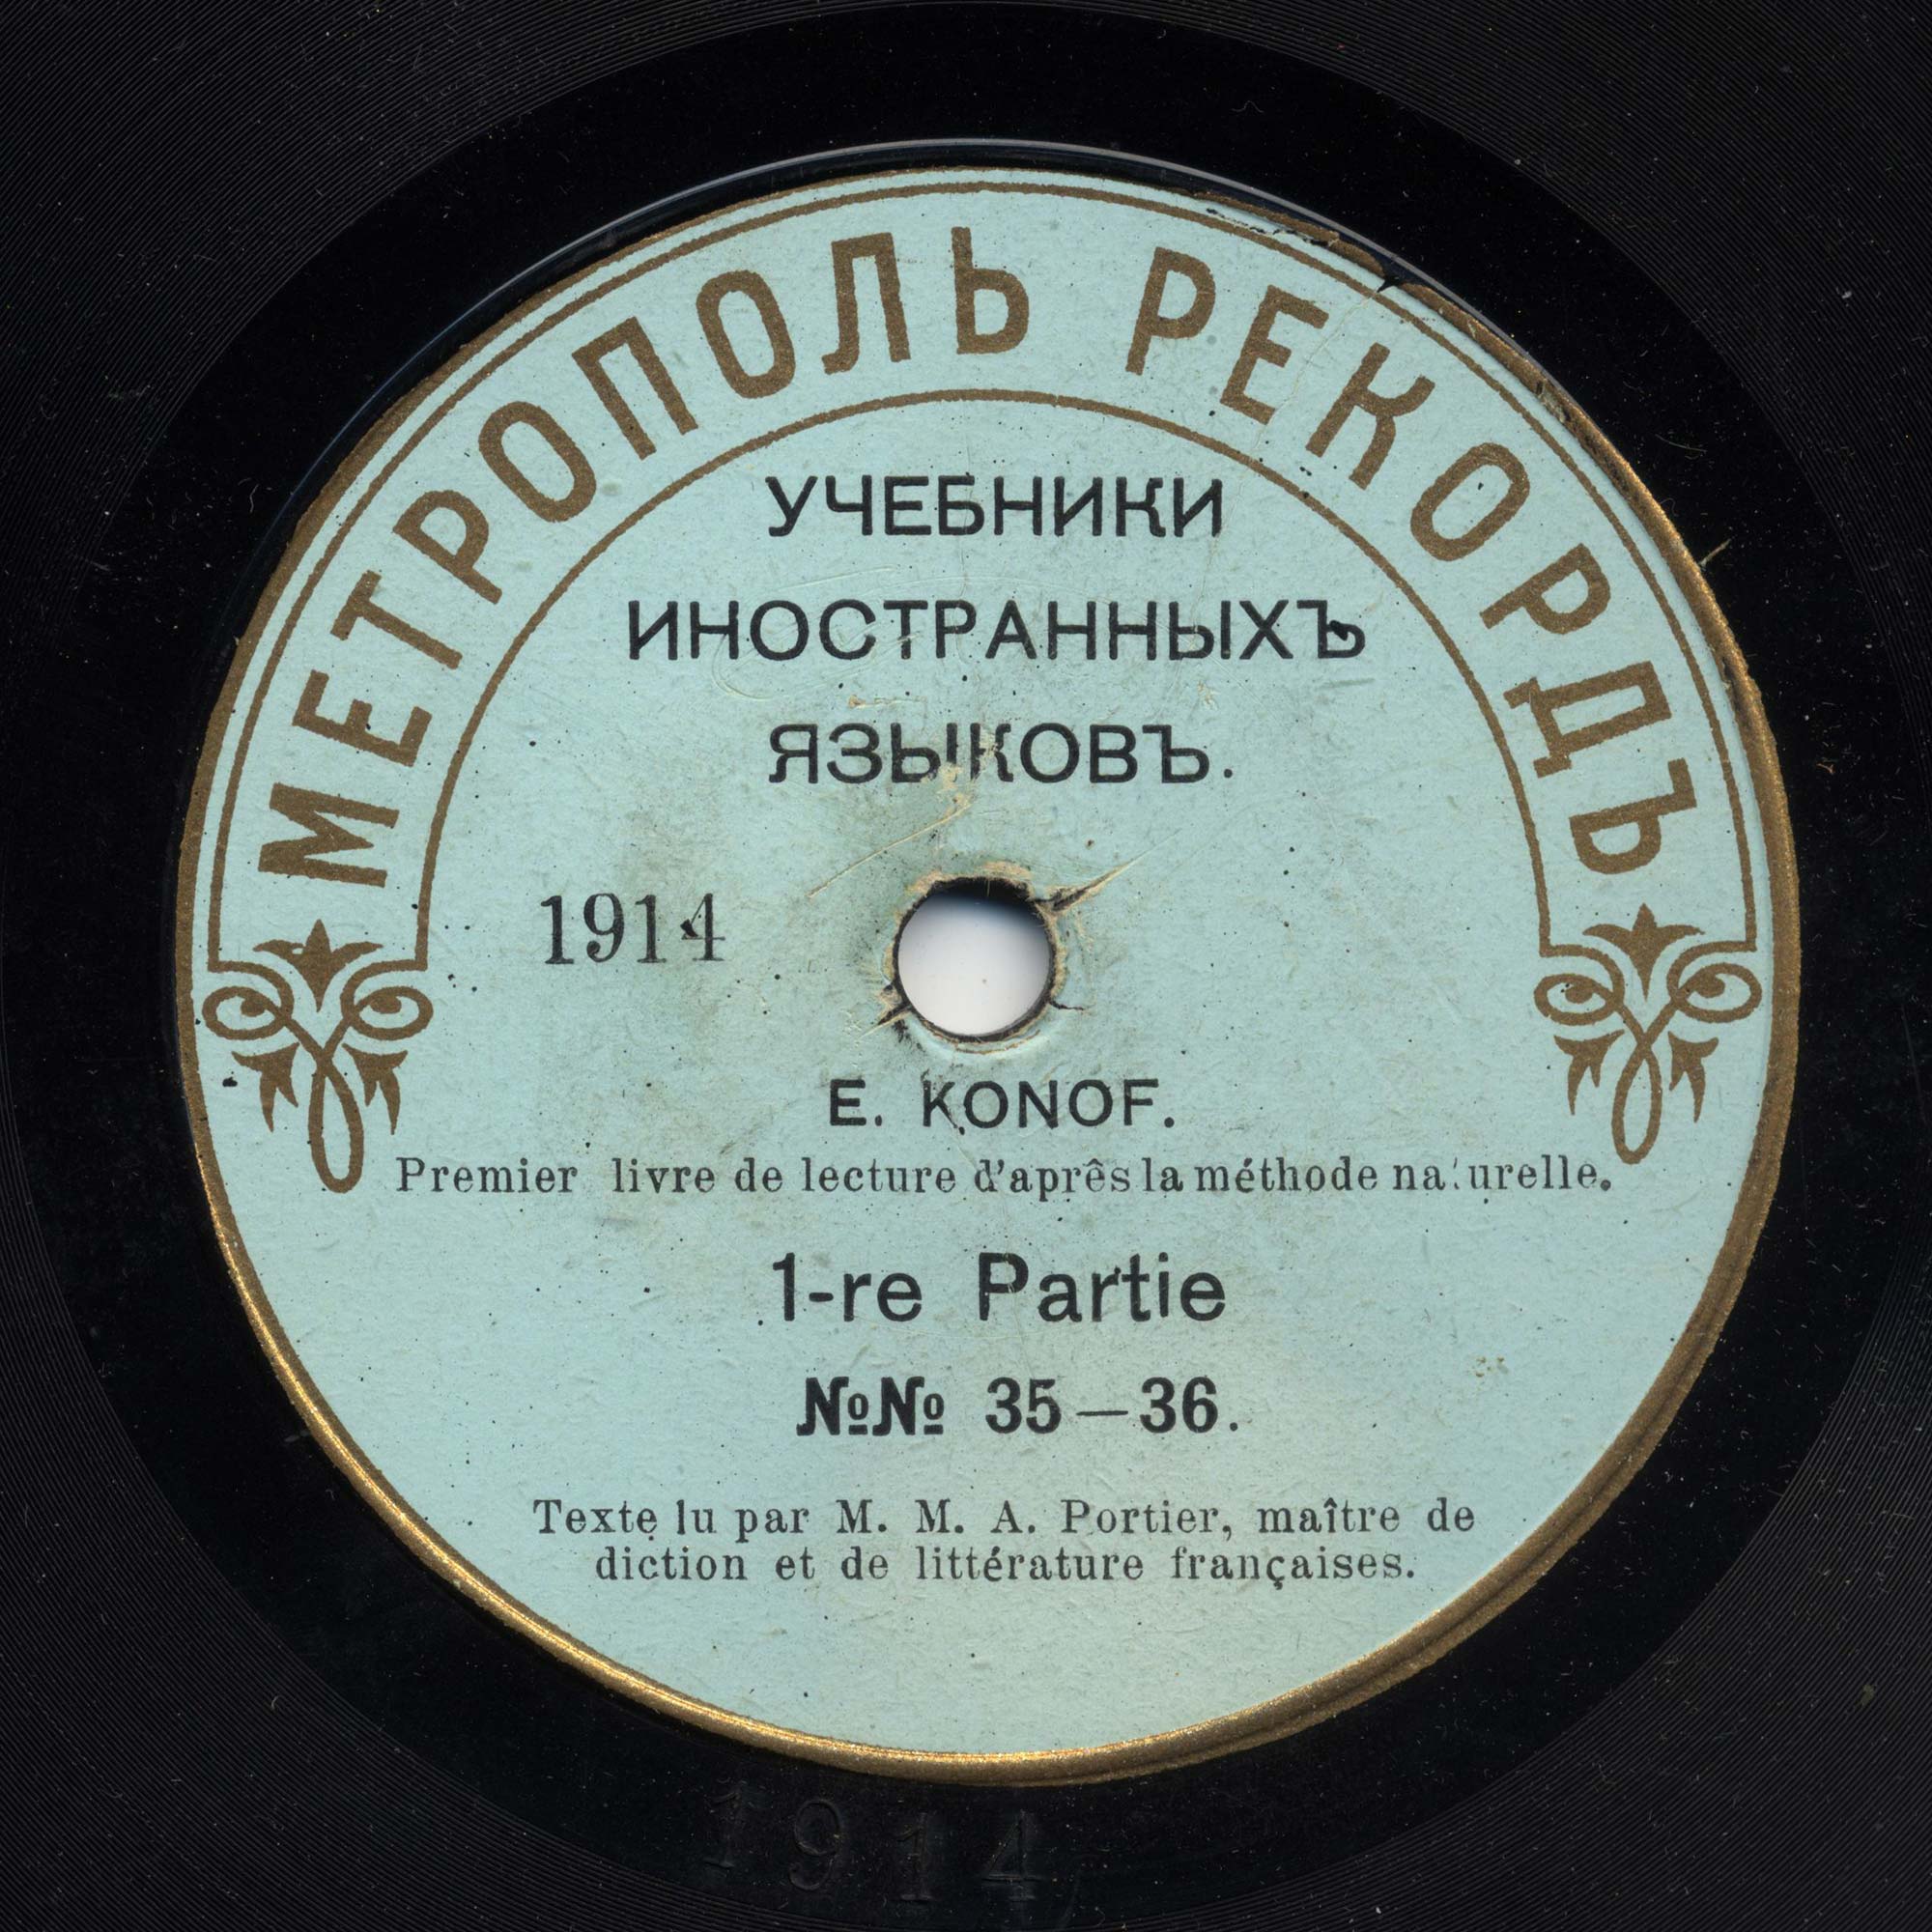 МЕТРОПОЛЬ РЕКОРДЪ
УЧЕБНИКИ
ИНОСТРАННЫХЪ
ЯЗЫКОВЪ.
1914
E. KONOF.
Premier livre de lecture d'aprês la méthode naturelle.
1-re Partie
№№ 35—36.
Texte lu par M. M. A. Portier, maître de
diction et de littérature françaises.
1914